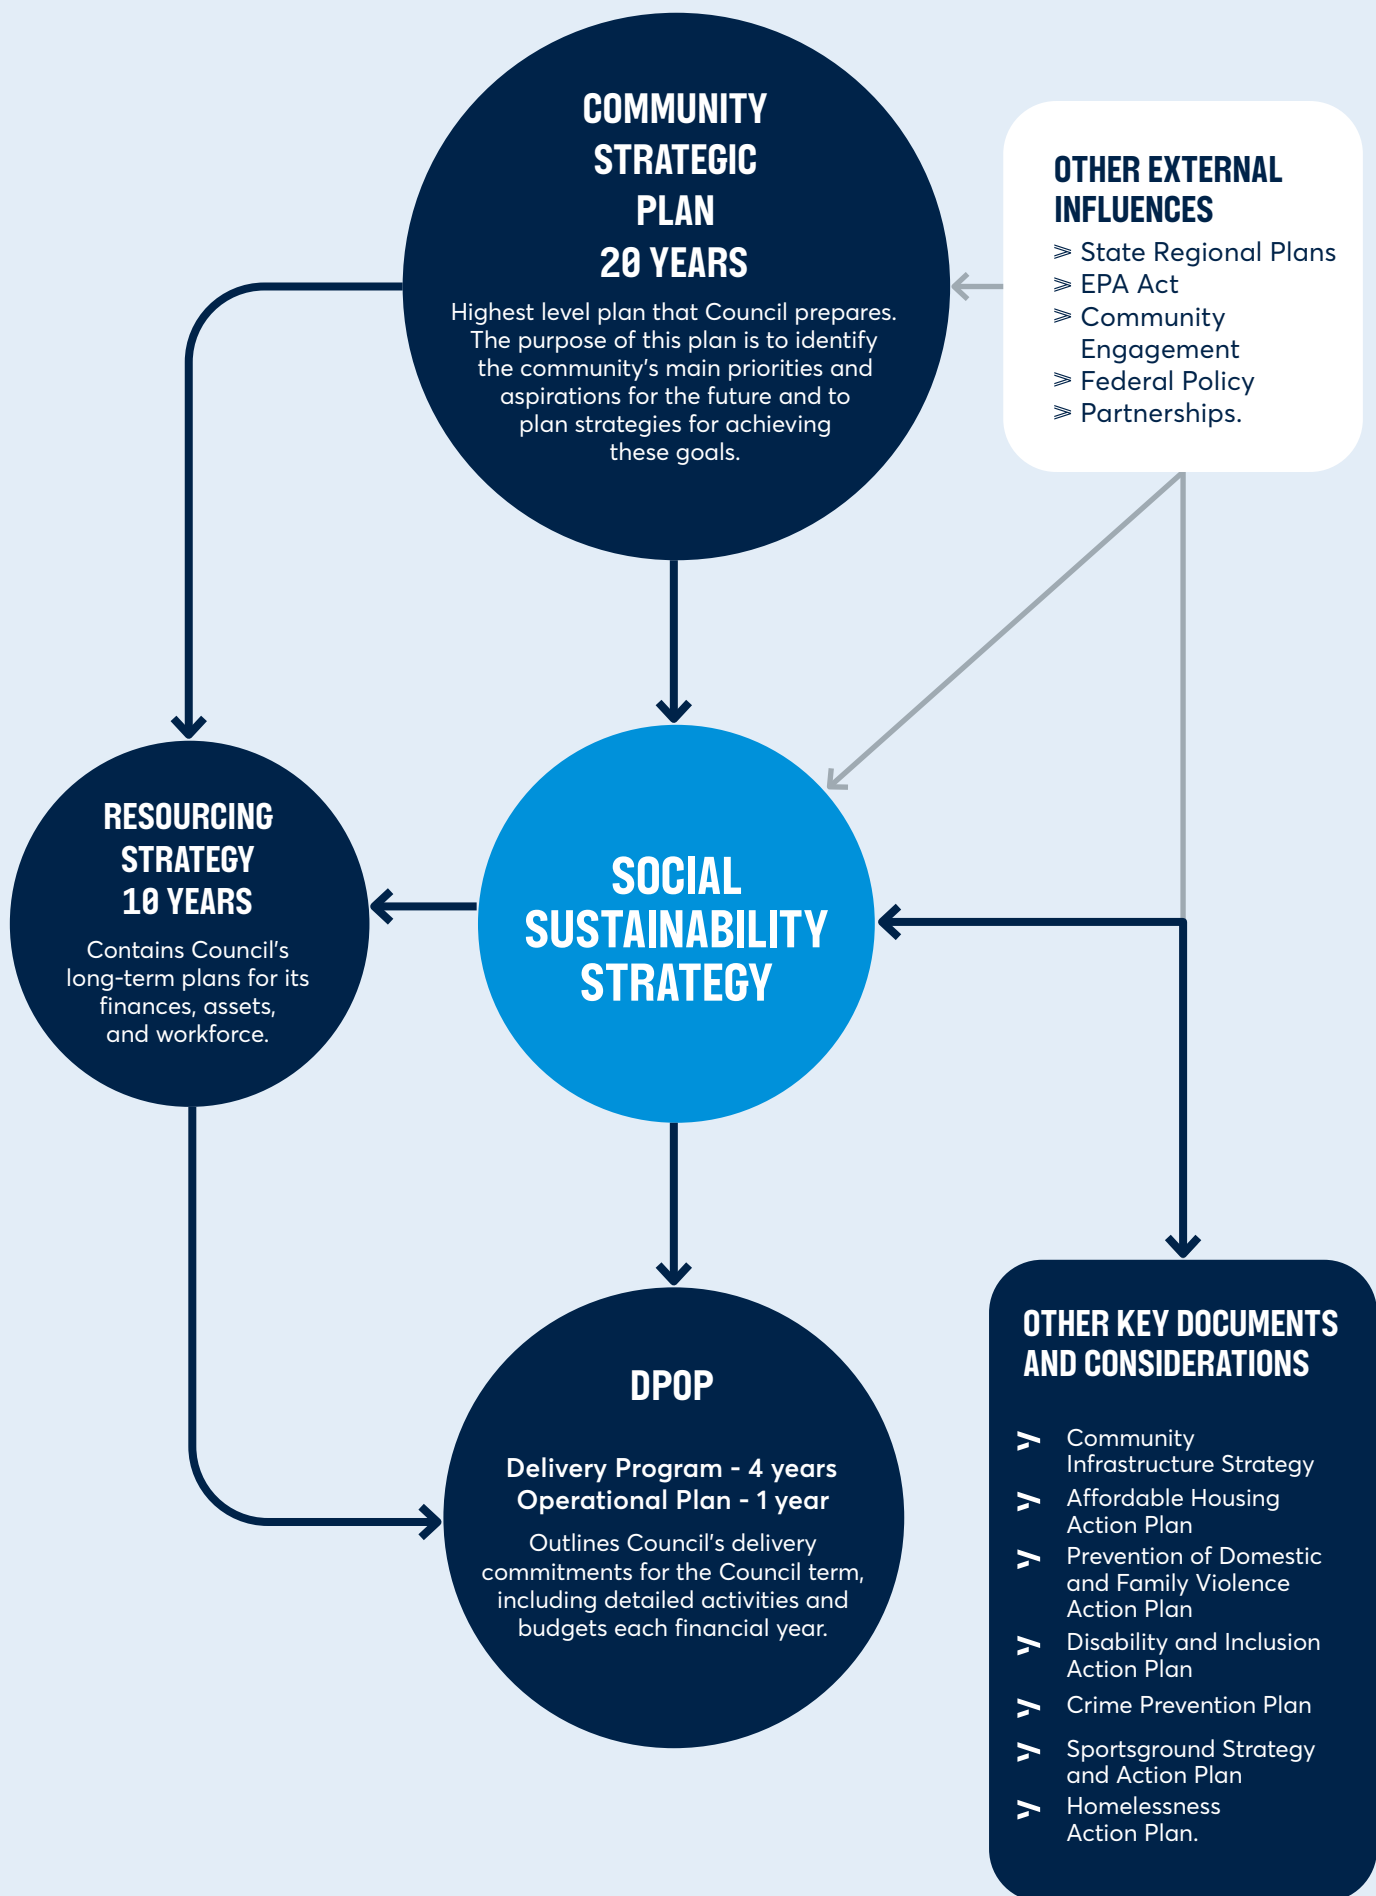 COMMUNITY
STRATEGIC
PLAN
20 YEARS
Highest level plan that Council prepares.
The purpose of this plan is to identify
the community's main priorities and
aspirations for the future and to
plan strategies for achieving
these goals.
OTHER EXTERNAL
INFLUENCES
State Regional Plans
EPA Act
Community
Engagement
Federal Policy
Partnerships.
RESOURCING
STRATEGY
10 YEARS
Contains Council's
long-term plans for its
finances, assets,
and workforce.
SOCIAL
SUSTAINABILITY
STRATEGY
DPOP
Delivery Program - 4 years
Operational Plan - 1 year
Outlines Council's delivery
commitments for the Council term,
including detailed activities and
budgets each financial year.
OTHER KEY DOCUMENTS
AND CONSIDERATIONS
Community
Infrastructure Strategy
Affordable Housing
Action Plan
Prevention of Domestic
and Family Violence
Action Plan
Disability and Inclusion
Action Plan
Crime Prevention Plan
Sportsground Strategy
and Action Plan
Homelessness
Action Plan.